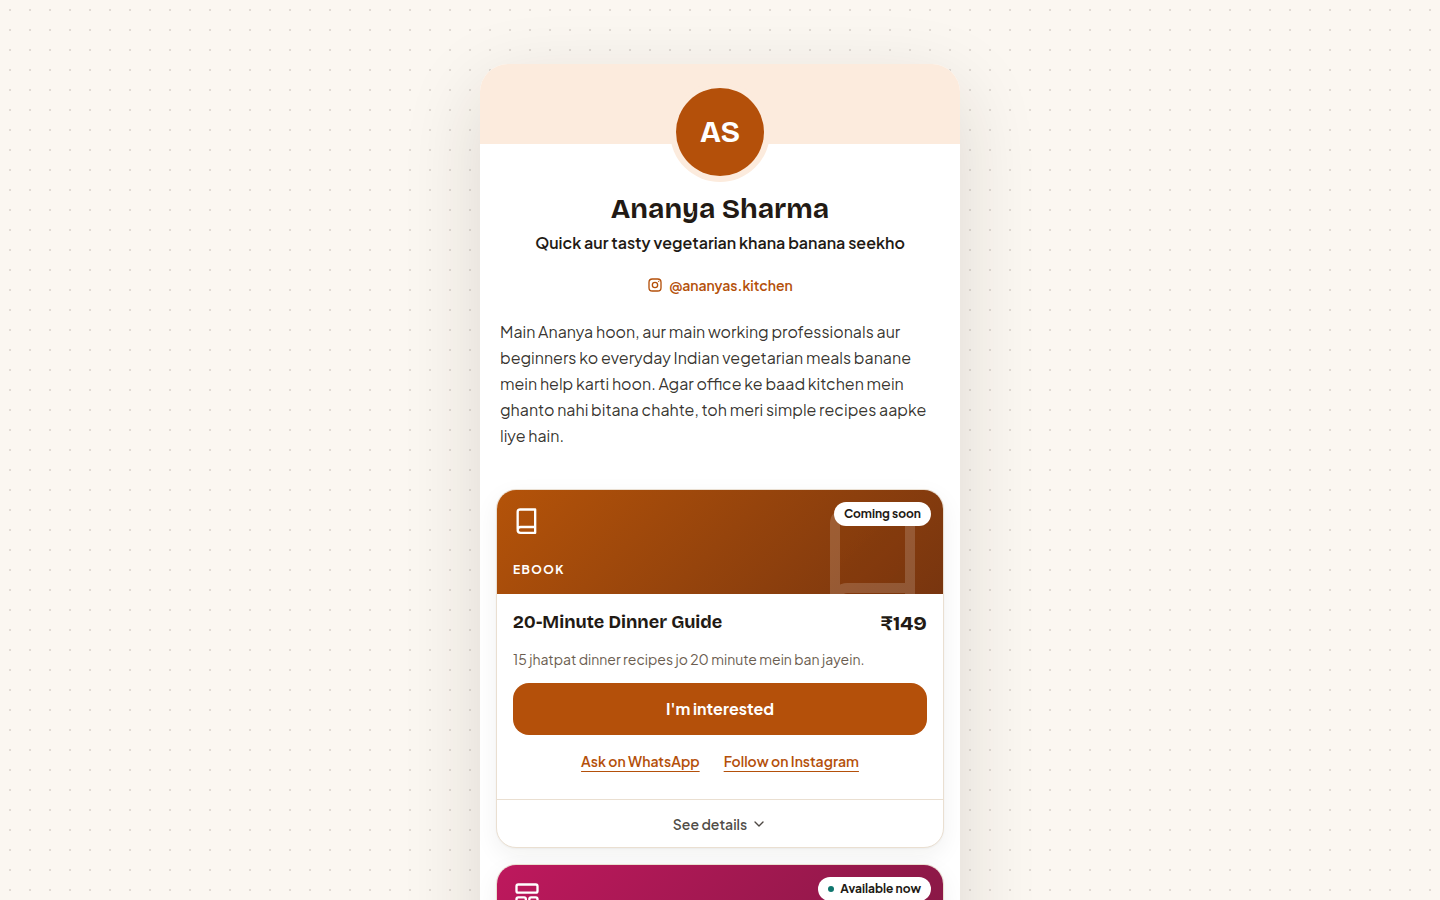 AS
Ananya Sharma
Quick aur tasty vegetarian khana banana seekho
@ananyas.kitchen
Main Ananya hoon, aur main working professionals aur
beginners ko everyday Indian vegetarian meals banane
mein help karti hoon. Agar office ke baad kitchen mein
ghanto nahi bitana chahte, toh meri simple recipes aapke
liye hain.
Coming soon
EBOOK
20-Minute Dinner Guide
₹149
15 jhatpat dinner recipes jo 20 minute mein ban jayein.
I'm interested
Ask on WhatsApp
Follow on Instagram
See details
Available now